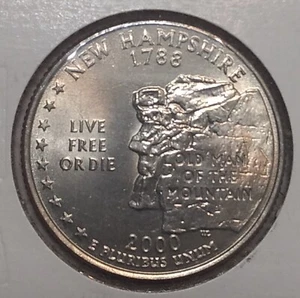 NEW HAMPSHIRE
1788
LIVE
FREE
OR DIE
OLD MAN
OF THE
MOUNTAIN
2000
E PLURIBUS UNUM